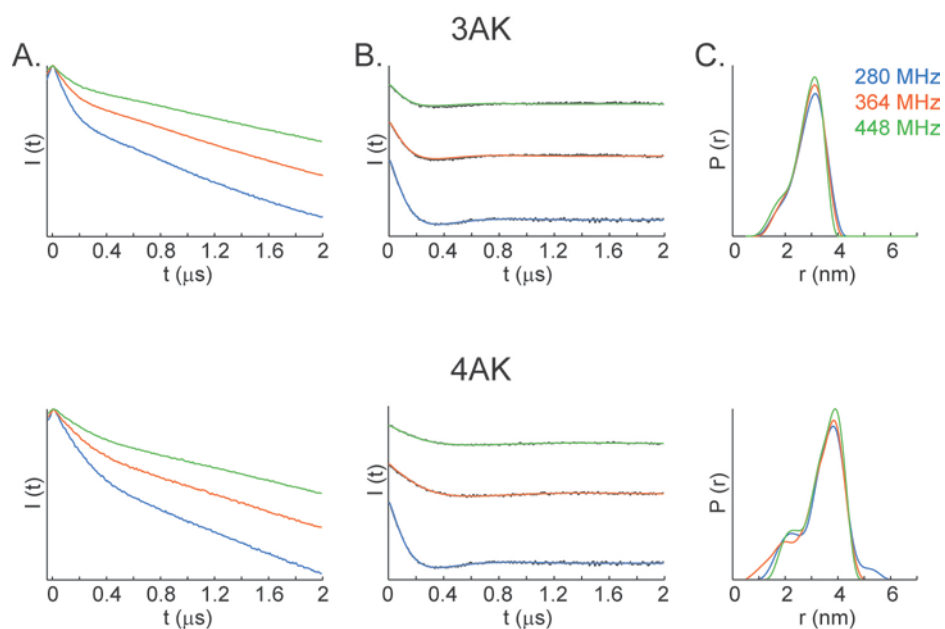 3AK
A.
B.
C.
280 MHz
364 MHz
448 MHz
I (t)
0 0.4 0.8 1.2 1.6 2
t (μs)
I (t)
0 0.4 0.8 1.2 1.6 2
t (μs)
P (r)
0 2 4 6
r (nm)
4AK
I (t)
0 0.4 0.8 1.2 1.6 2
t (μs)
I (t)
0 0.4 0.8 1.2 1.6 2
t (μs)
P (r)
0 2 4 6
r (nm)